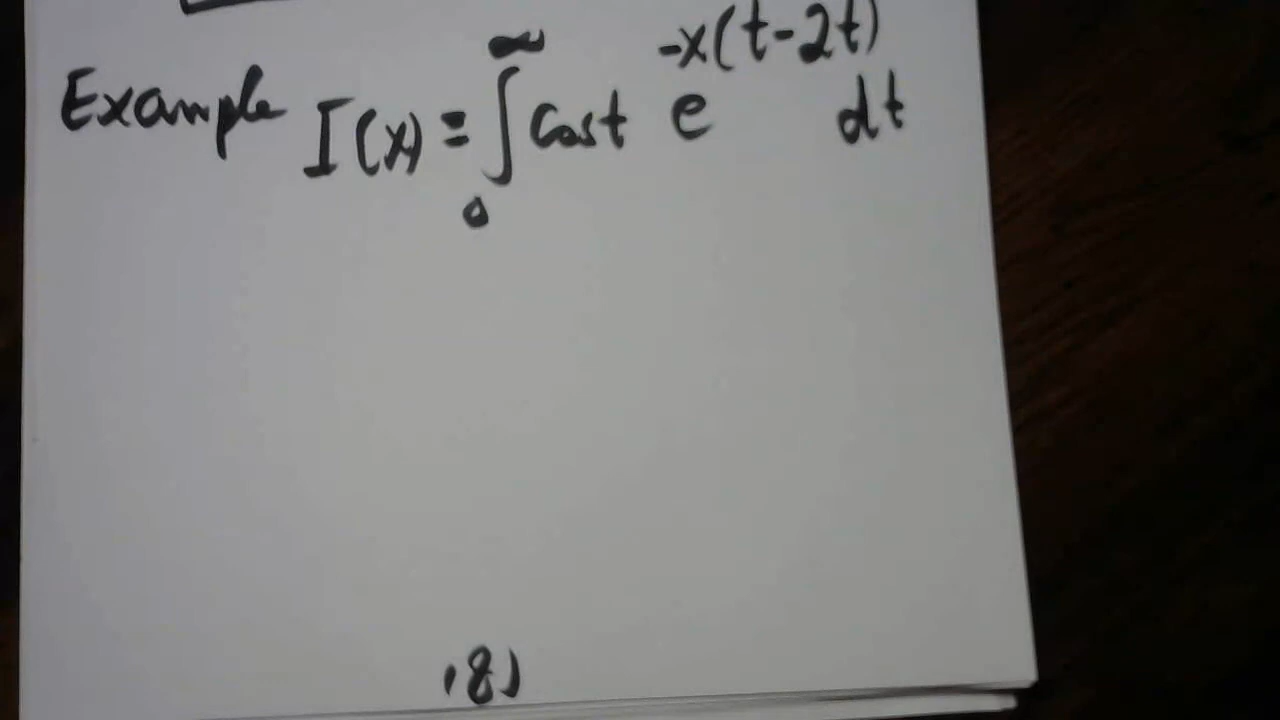 Example I(x) = ∫₀^∞ Cost e^{-x(t-2t)} dt
(8)